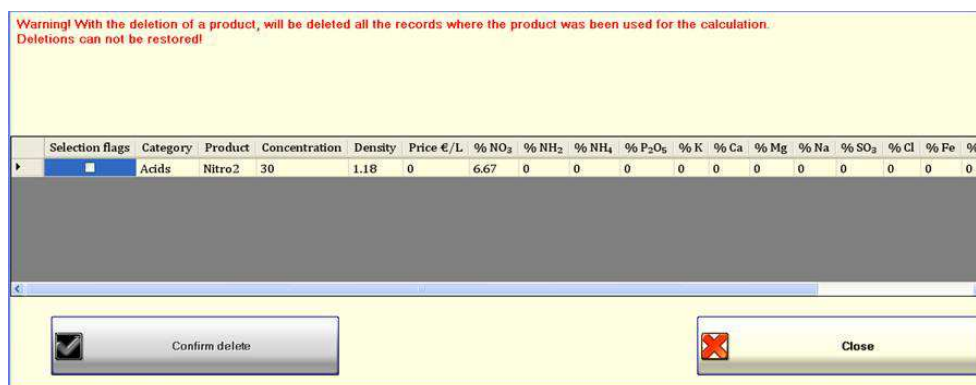 Warning! With the deletion of a product, will be deleted all the records where the product was been used for the calculation.
Deletions can not be restored!
Selection flags Category Product Concentration Density Price €/L % NO₃ % NH₂ % NH₄ % P₂O₅ % K % Ca % Mg % Na % SO₃ % Cl % Fe %
Acids Nitro2 30 1.18 0 6.67 0 0 0 0 0 0 0 0 0 0 0
Confirm delete Close